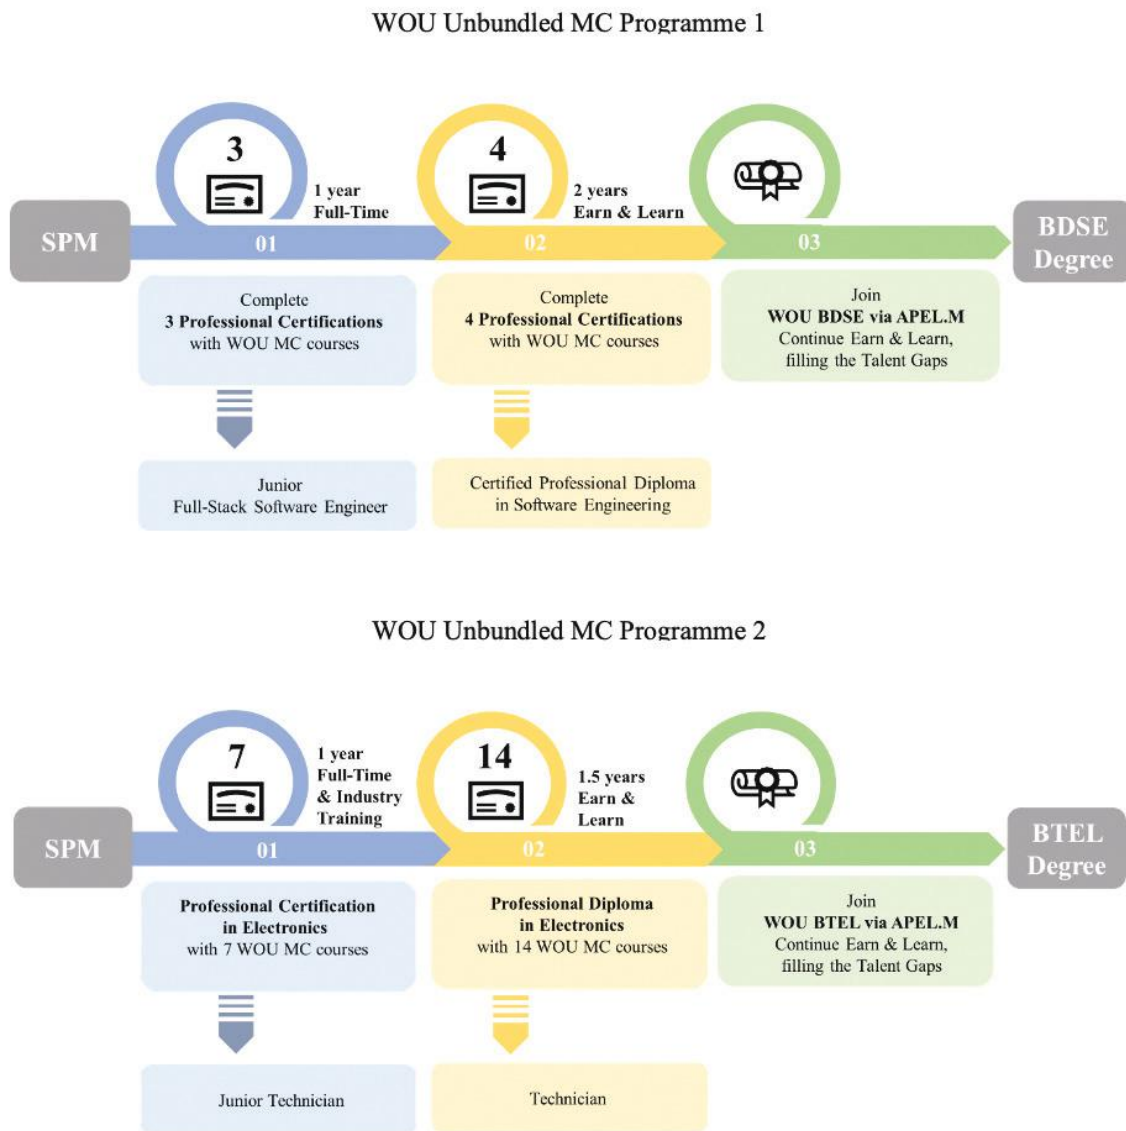 WOU Unbundled MC Programme 1
3
1 year
Full-Time
4
2 years
Earn & Learn
SPM
01
02
03
BDSE
Degree
Complete
3 Professional Certifications
with WOU MC courses
Complete
4 Professional Certifications
with WOU MC courses
Join
WOU BDSE via APEL.M
Continue Earn & Learn,
filling the Talent Gaps
Junior
Full-Stack Software Engineer
Certified Professional Diploma
in Software Engineering
WOU Unbundled MC Programme 2
7
1 year
Full-Time
& Industry
Training
14
1.5 years
Earn &
Learn
SPM
01
02
03
BTEL
Degree
Professional Certification
in Electronics
with 7 WOU MC courses
Professional Diploma
in Electronics
with 14 WOU MC courses
Join
WOU BTEL via APEL.M
Continue Earn & Learn,
filling the Talent Gaps
Junior Technician
Technician